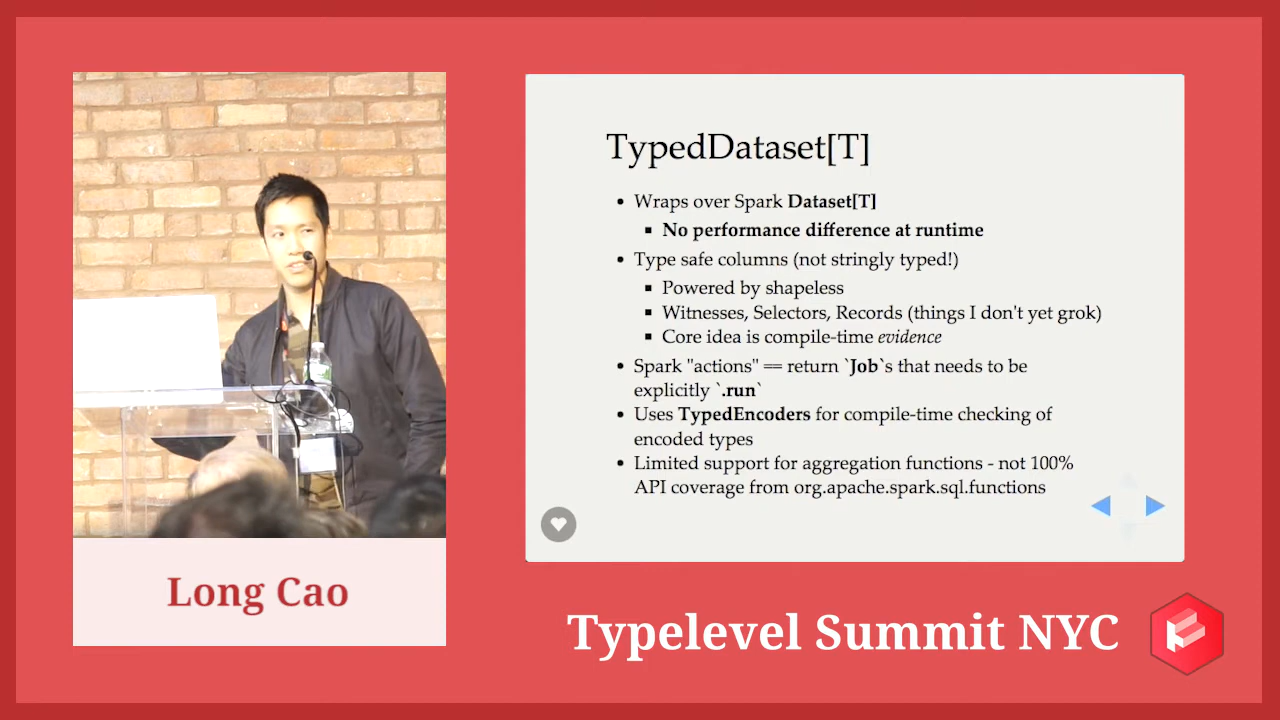 TypedDataset[T]
• Wraps over Spark Dataset[T]
▪ No performance difference at runtime
• Type safe columns (not stringly typed!)
▪ Powered by shapeless
▪ Witnesses, Selectors, Records (things I don't yet grok)
▪ Core idea is compile-time evidence
• Spark "actions" == return `Job`s that needs to be
explicitly `.run`
• Uses TypedEncoders for compile-time checking of
encoded types
• Limited support for aggregation functions - not 100%
API coverage from org.apache.spark.sql.functions
Long Cao
Typelevel Summit NYC